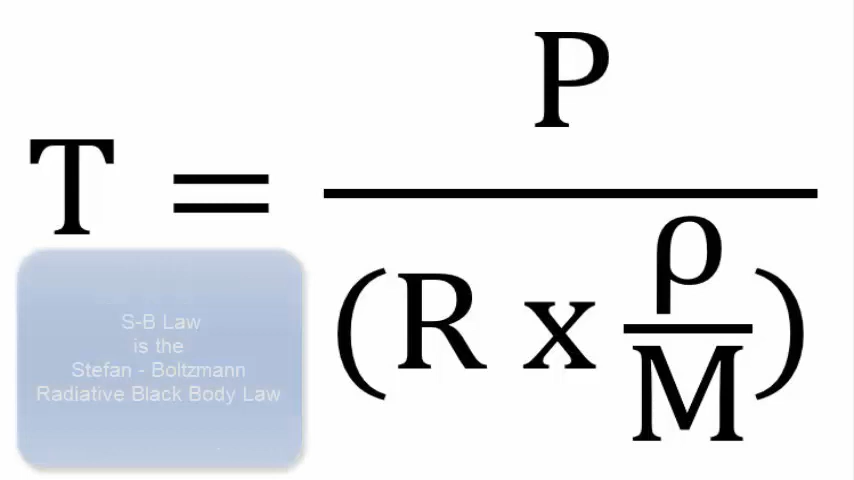 T = P / (R x ρ/M)
S-B Law
is the
Stefan - Boltzmann
Radiative Black Body Law